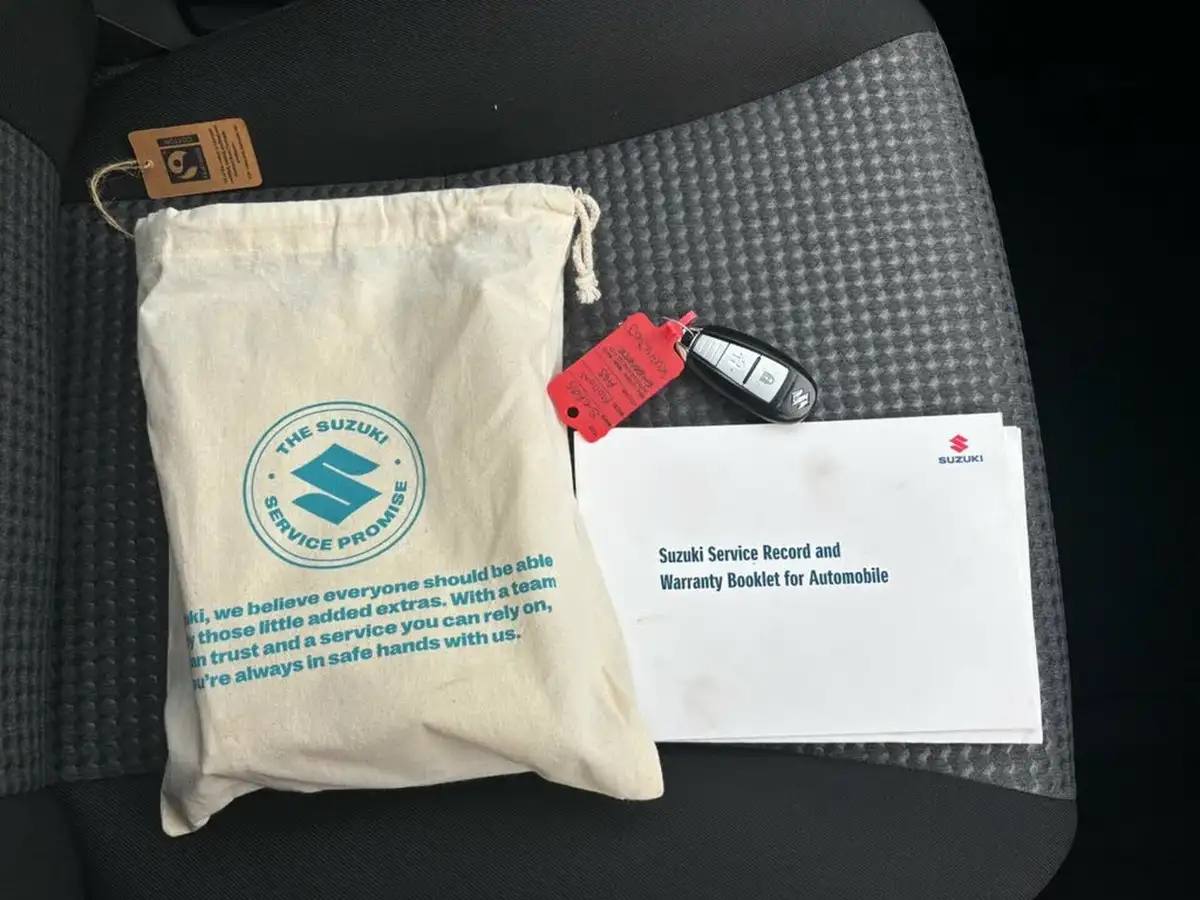 THE SUZUKI
SERVICE PROMISE
ki, we believe everyone should be able
those little added extras. With a team
an trust and a service you can rely on,
u're always in safe hands with us.
SUZUKI
Suzuki Service Record and
Warranty Booklet for Automobile